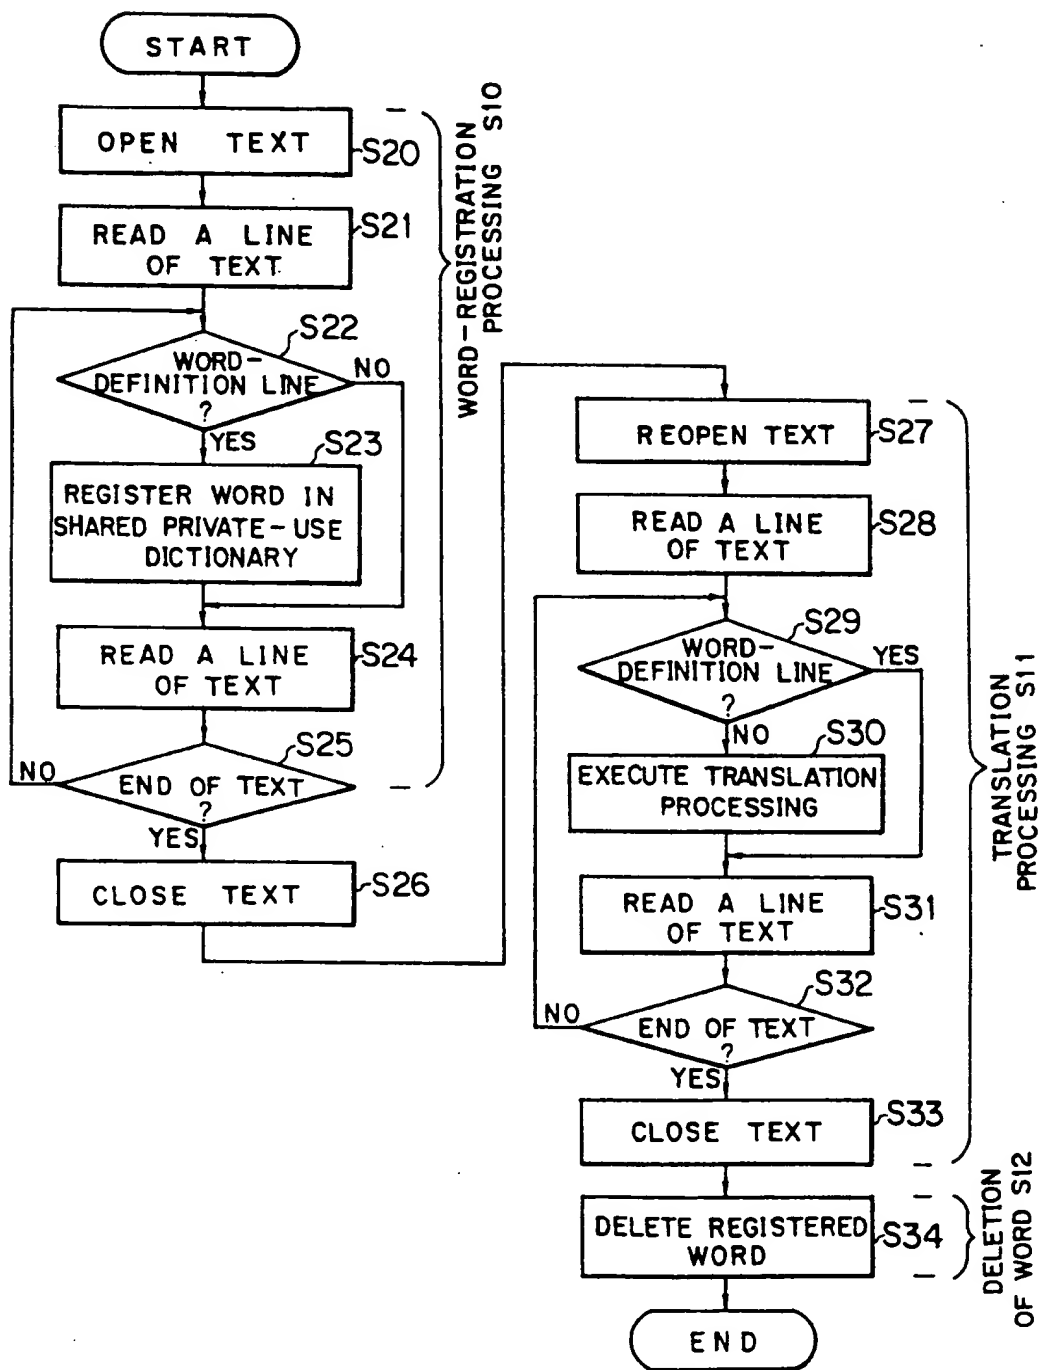 START
OPEN TEXT
S20
READ A LINE
OF TEXT
S21
WORD-
DEFINITION LINE
?
S22
NO
YES
S23
REGISTER WORD IN
SHARED PRIVATE-USE
DICTIONARY
READ A LINE
OF TEXT
S24
S25
END OF TEXT
?
NO
YES
CLOSE TEXT
S26
WORD-REGISTRATION
PROCESSING S10
REOPEN TEXT
S27
READ A LINE
OF TEXT
S28
S29
WORD-
DEFINITION LINE
?
YES
NO
S30
EXECUTE TRANSLATION
PROCESSING
READ A LINE
OF TEXT
S31
S32
END OF TEXT
?
NO
YES
CLOSE TEXT
S33
TRANSLATION
PROCESSING S11
DELETE REGISTERED
WORD
S34
DELETION
OF WORD S12
END